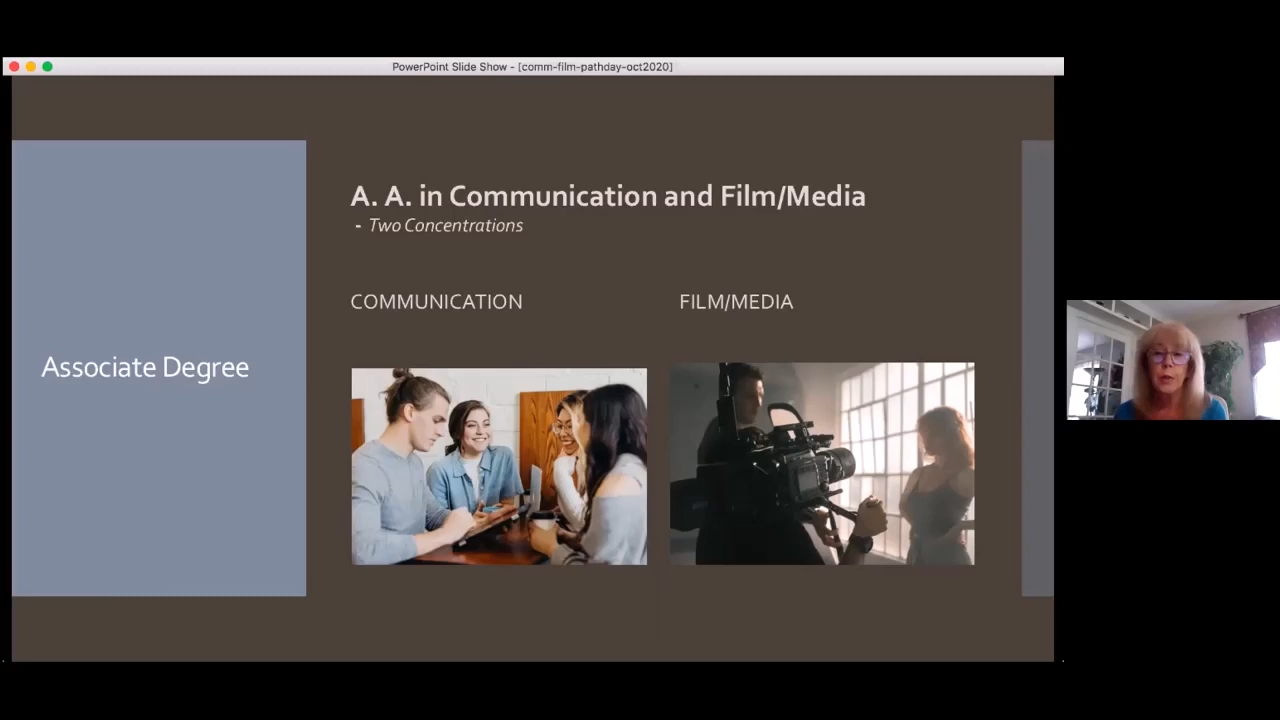 PowerPoint Slide Show - [comm-film-pathday-oct2020]
Associate Degree
A. A. in Communication and Film/Media
- Two Concentrations
COMMUNICATION
FILM/MEDIA